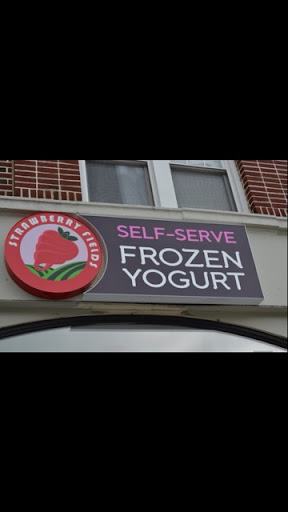 STRAWBERRY FIELDS
SELF-SERVE
FROZEN
YOGURT